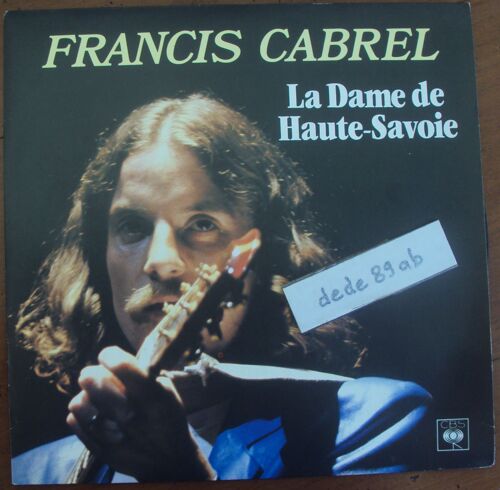 FRANCIS CABREL
La Dame de
Haute-Savoie
dede 89 ab
CBS